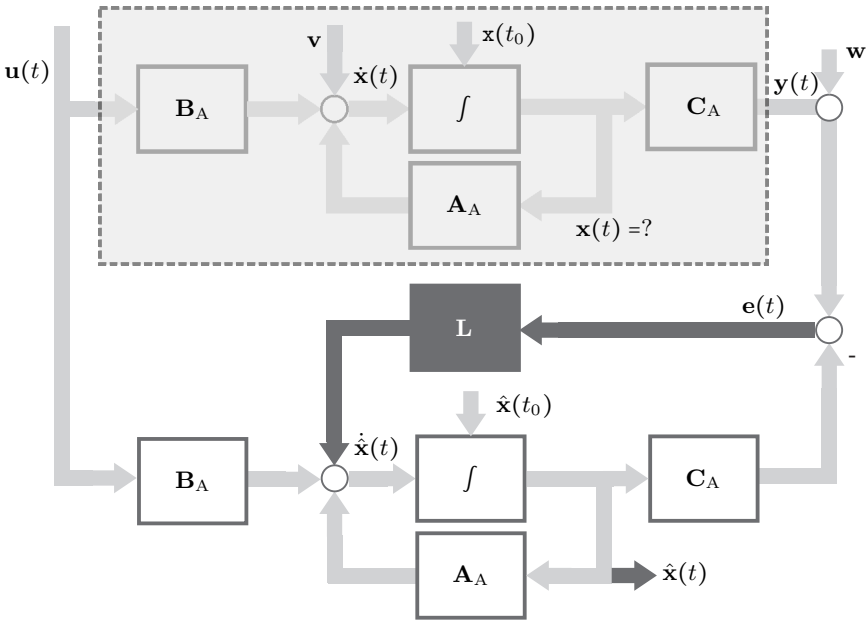 v
x(t₀)
w
u(t)
ẋ(t)
y(t)
B_A
∫
C_A
A_A
x(t) =?
L
e(t)
-
x̂(t₀)
x̂̇(t)
B_A
∫
C_A
A_A
x̂(t)